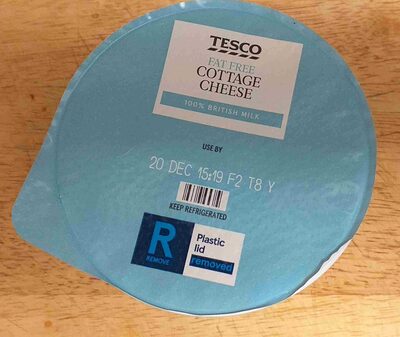 TESCO
FAT FREE
COTTAGE
CHEESE
100% BRITISH MILK
USE BY
20 DEC 15:19 F2 T8 Y
KEEP REFRIGERATED
R
REMOVE
Plastic
lid
removed